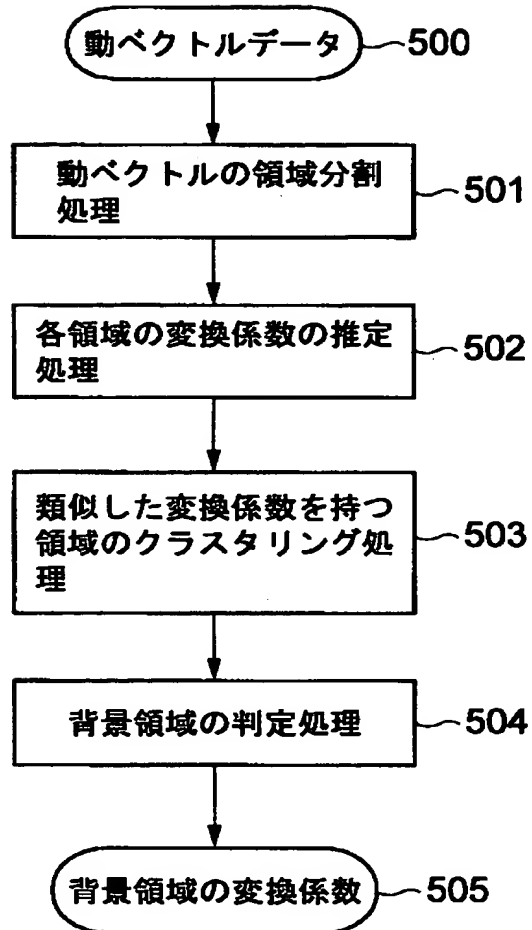 動ベクトルデータ 500
動ベクトルの領域分割
処理 501
各領域の変換係数の推定
処理 502
類似した変換係数を持つ
領域のクラスタリング処
理 503
背景領域の判定処理 504
背景領域の変換係数 505